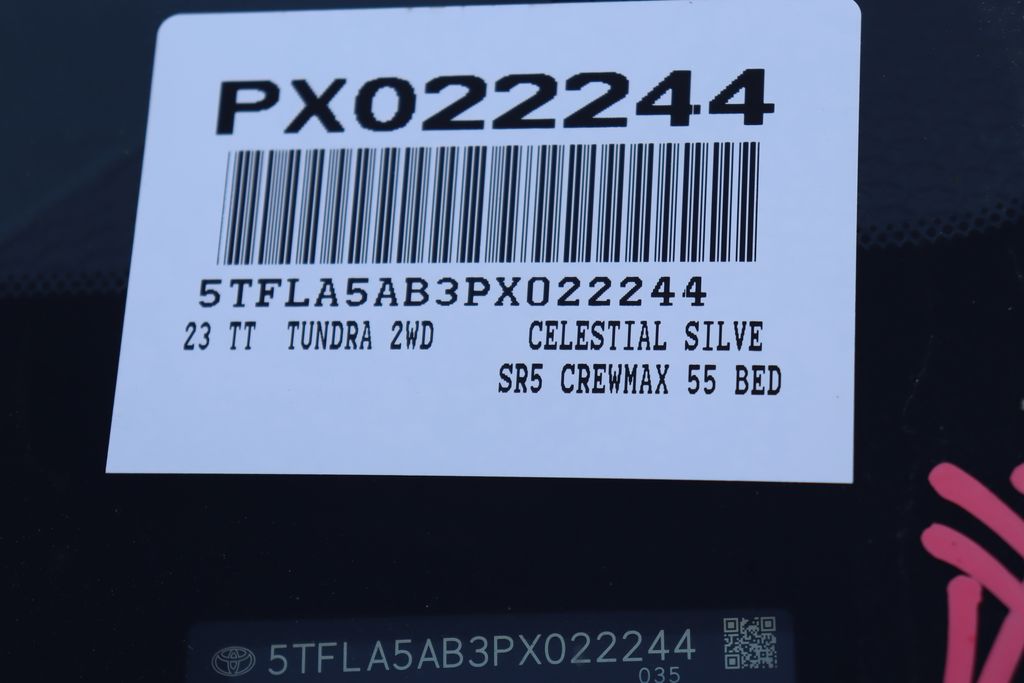 PX022244
5TFLA5AB3PX022244
23 TT TUNDRA 2WD CELESTIAL SILVE
SR5 CREWMAX 55 BED
5TFLA5AB3PX022244
035